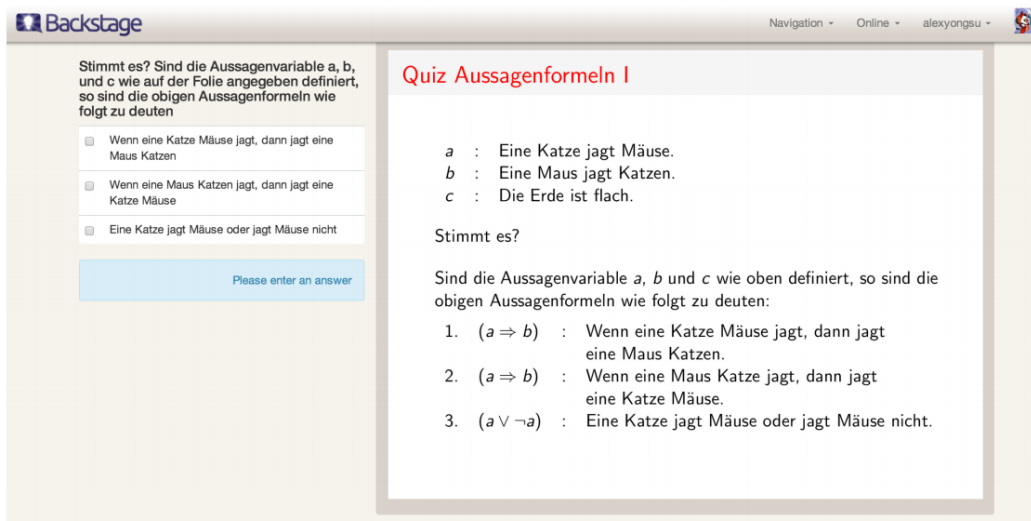 Backstage
Navigation
Online
alexyongsu
Stimmt es? Sind die Aussagenvariable a, b,
und c wie auf der Folie angegeben definiert,
so sind die obigen Aussagenformeln wie
folgt zu deuten
Wenn eine Katze Mäuse jagt, dann jagt eine
Maus Katzen
Wenn eine Maus Katzen jagt, dann jagt eine
Katze Mäuse
Eine Katze jagt Mäuse oder jagt Mäuse nicht
Please enter an answer
Quiz Aussagenformeln I
a : Eine Katze jagt Mäuse.
b : Eine Maus jagt Katzen.
c : Die Erde ist flach.
Stimmt es?
Sind die Aussagenvariable a, b und c wie oben definiert, so sind die
obigen Aussagenformeln wie folgt zu deuten:
1. (a ⇒ b) : Wenn eine Katze Mäuse jagt, dann jagt
eine Maus Katzen.
2. (a ⇒ b) : Wenn eine Maus Katze jagt, dann jagt
eine Katze Mäuse.
3. (a ∨ ¬a) : Eine Katze jagt Mäuse oder jagt Mäuse nicht.